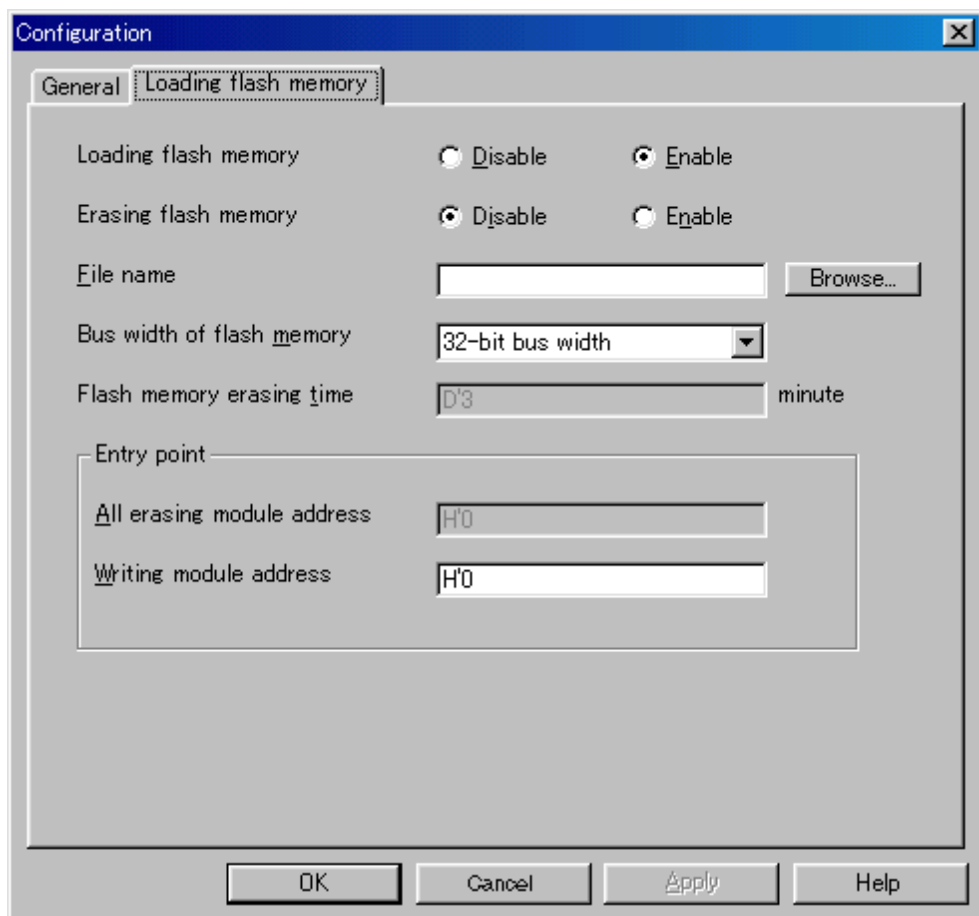 Configuration
General Loading flash memory
Loading flash memory Disable Enable
Erasing flash memory Disable Enable
File name Browse...
Bus width of flash memory 32-bit bus width
Flash memory erasing time D'3 minute
Entry point
All erasing module address H'0
Writing module address H'0
OK Cancel Apply Help